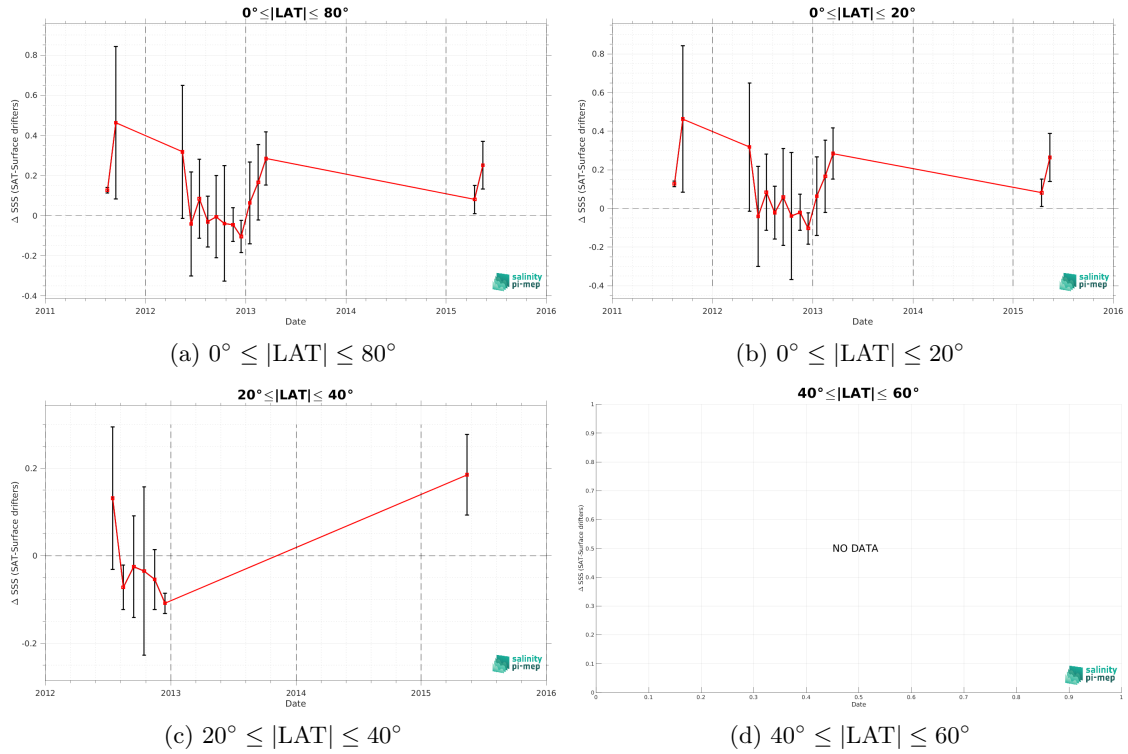 0°≤|LAT|≤ 80°
Δ SSS (SAT-Surface drifters)
0.8
0.6
0.4
0.2
0
-0.2
-0.4
2011 2012 2013 2014 2015 2016
Date
salinity
pi-mep
(a) 0° ≤ |LAT| ≤ 80°
0°≤|LAT|≤ 20°
Δ SSS (SAT-Surface drifters)
0.8
0.6
0.4
0.2
0
-0.2
-0.4
2011 2012 2013 2014 2015 2016
Date
salinity
pi-mep
(b) 0° ≤ |LAT| ≤ 20°
20°≤|LAT|≤ 40°
Δ SSS (SAT-Surface drifters)
0.2
0
-0.2
2012 2013 2014 2015 2016
Date
salinity
pi-mep
(c) 20° ≤ |LAT| ≤ 40°
40°≤|LAT|≤ 60°
Δ SSS (SAT-Surface drifters)
1
0.9
0.8
0.7
0.6
0.5
0.4
0.3
0.2
0.1
0
NO DATA
0 0.1 0.2 0.3 0.4 0.5 0.6 0.7 0.8 0.9 1
Date
salinity
pi-mep
(d) 40° ≤ |LAT| ≤ 60°